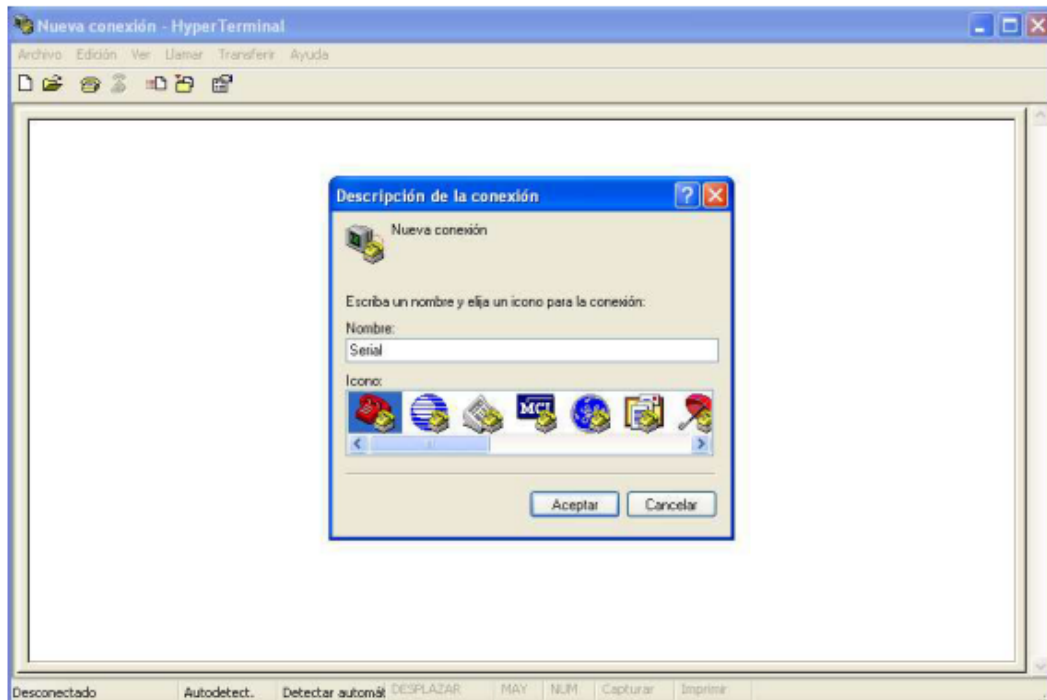 Nueva conexión - HyperTerminal
Archivo Edición Ver Llamar Transferir Ayuda
Descripción de la conexión
Nueva conexión
Escriba un nombre y elija un icono para la conexión:
Nombre:
Serial
Icono:
MCI
Aceptar Cancelar
Desconectado Autodetect. Detectar automát DESPLAZAR MAY NUM Capturar Imprimir